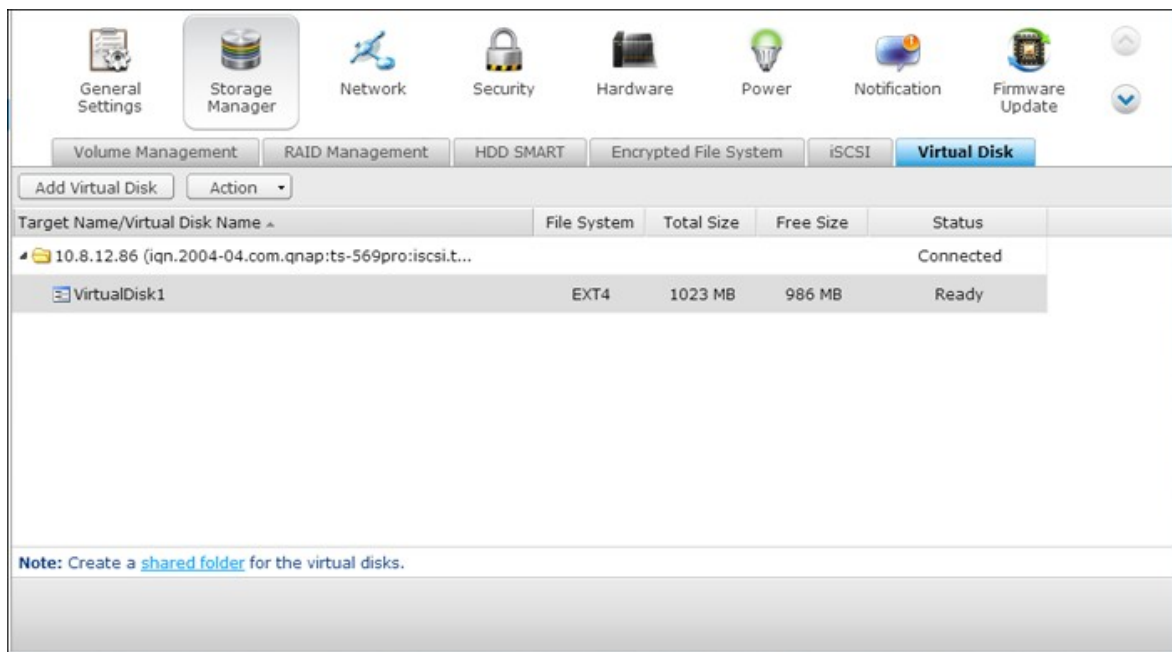 General Settings
Storage Manager
Network
Security
Hardware
Power
Notification
Firmware Update
Volume Management
RAID Management
HDD SMART
Encrypted File System
iSCSI
Virtual Disk
Add Virtual Disk
Action
Target Name/Virtual Disk Name
File System
Total Size
Free Size
Status
10.8.12.86 (iqn.2004-04.com.qnap:ts-569pro:iscsi.t...
Connected
VirtualDisk1
EXT4
1023 MB
986 MB
Ready
Note: Create a shared folder for the virtual disks.